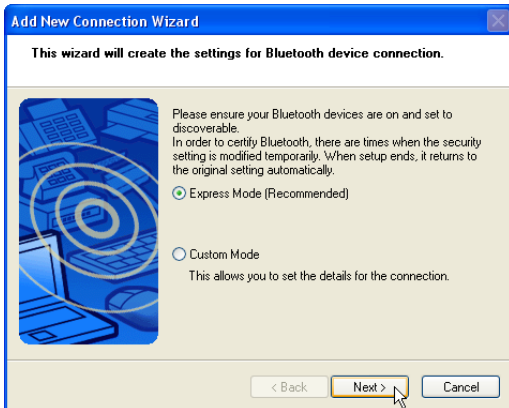 Add New Connection Wizard
This wizard will create the settings for Bluetooth device connection.
Please ensure your Bluetooth devices are on and set to
discoverable.
In order to certify Bluetooth, there are times when the security
setting is modified temporarily. When setup ends, it returns to
the original setting automatically.
Express Mode (Recommended)
Custom Mode
This allows you to set the details for the connection.
< Back
Next >
Cancel